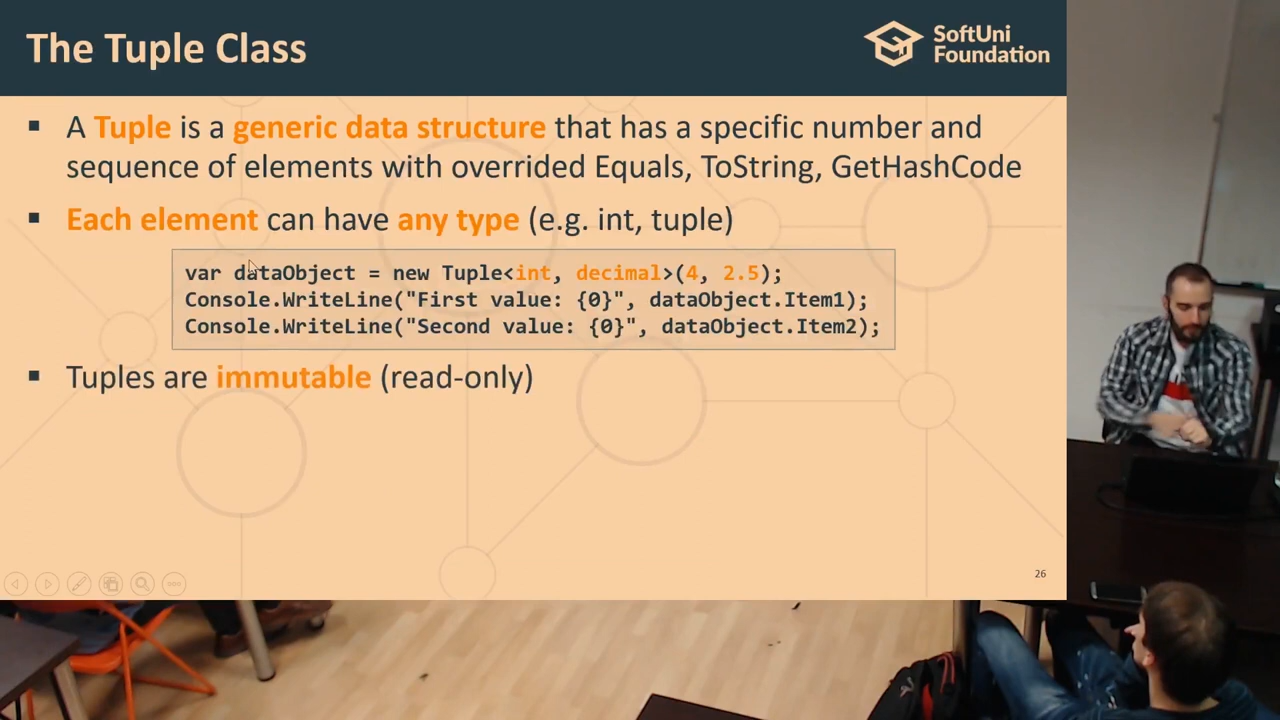 The Tuple Class
SoftUni
Foundation
▪ A Tuple is a generic data structure that has a specific number and
sequence of elements with overrided Equals, ToString, GetHashCode
▪ Each element can have any type (e.g. int, tuple)
var dataObject = new Tuple<int, decimal>(4, 2.5);
Console.WriteLine("First value: {0}", dataObject.Item1);
Console.WriteLine("Second value: {0}", dataObject.Item2);
▪ Tuples are immutable (read-only)
26